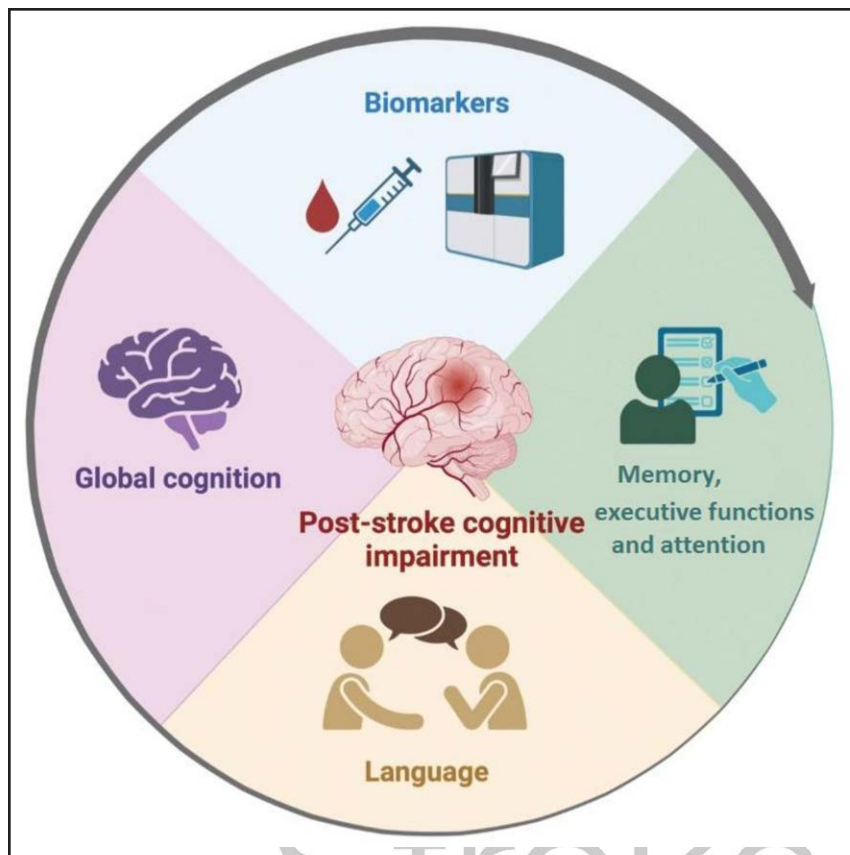 Biomarkers
Global cognition
Memory,
executive functions
and attention
Post-stroke cognitive
impairment
Language